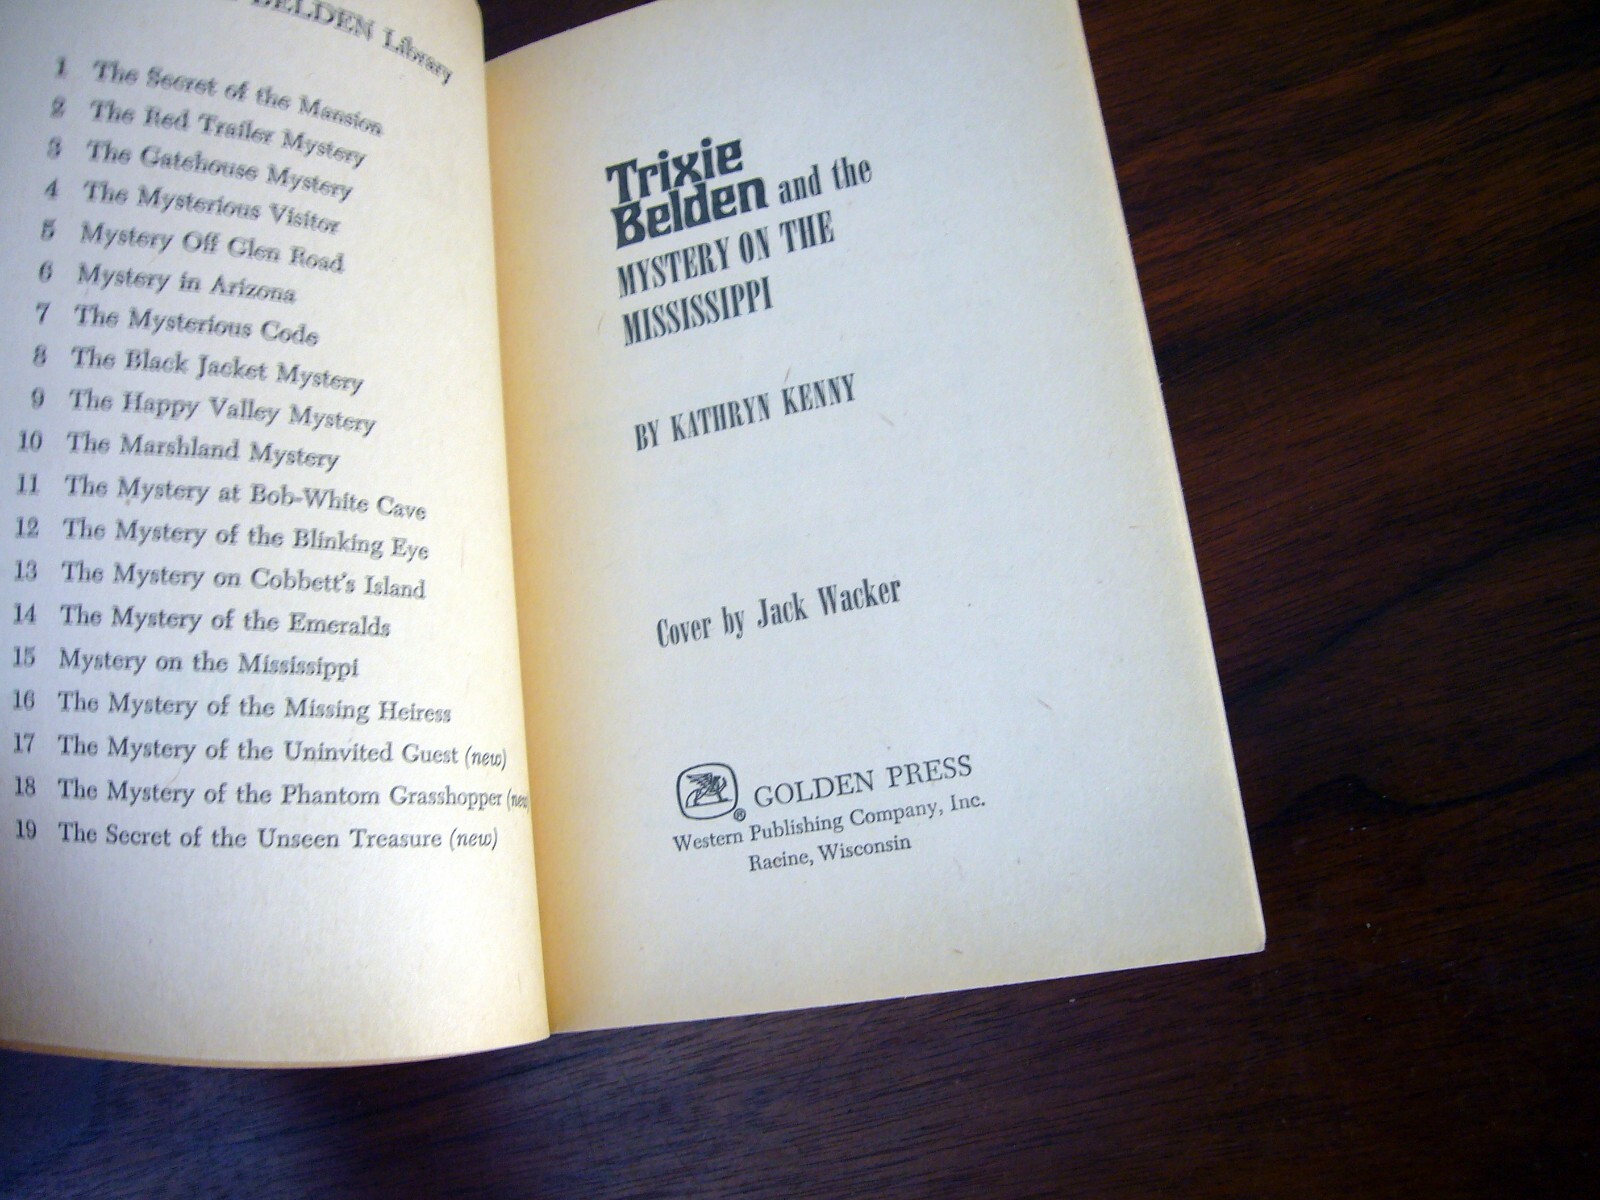 BELDEN Library
1 The Secret of the Mansion
2 The Red Trailer Mystery
3 The Gatehouse Mystery
4 The Mysterious Visitor
5 Mystery Off Glen Road
6 Mystery in Arizona
7 The Mysterious Code
8 The Black Jacket Mystery
9 The Happy Valley Mystery
10 The Marshland Mystery
11 The Mystery at Bob-White Cave
12 The Mystery of the Blinking Eye
13 The Mystery on Cobbett's Island
14 The Mystery of the Emeralds
15 Mystery on the Mississippi
16 The Mystery of the Missing Heiress
17 The Mystery of the Uninvited Guest (new)
18 The Mystery of the Phantom Grasshopper (new
19 The Secret of the Unseen Treasure (new)
Trixie
Belden and the
MYSTERY ON THE
MISSISSIPPI
BY KATHRYN KENNY
Cover by Jack Wacker
® GOLDEN PRESS
Western Publishing Company, Inc.
Racine, Wisconsin